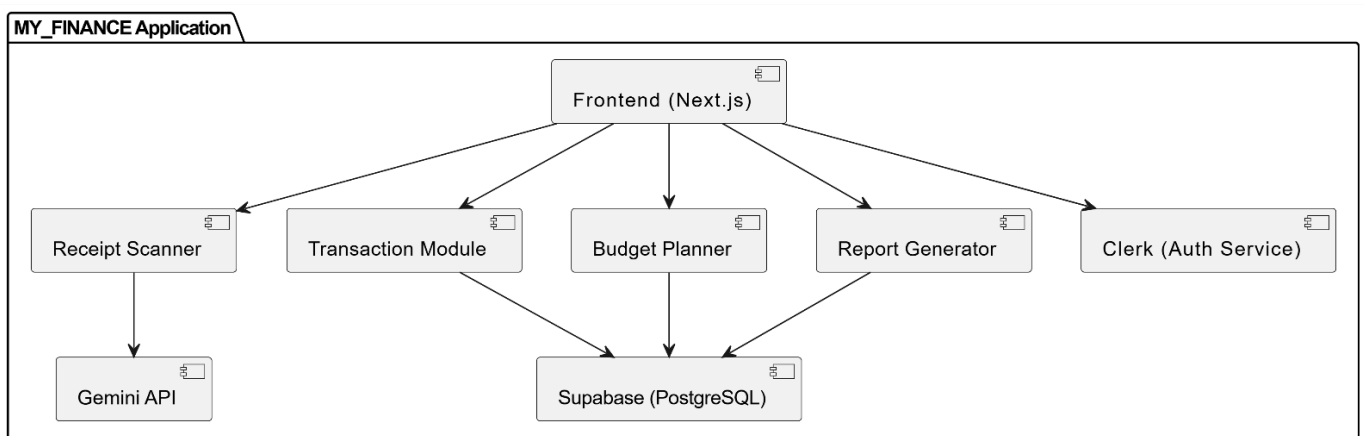 MY_FINANCE Application
Frontend (Next.js)
Receipt Scanner
Transaction Module
Budget Planner
Report Generator
Clerk (Auth Service)
Gemini API
Supabase (PostgreSQL)